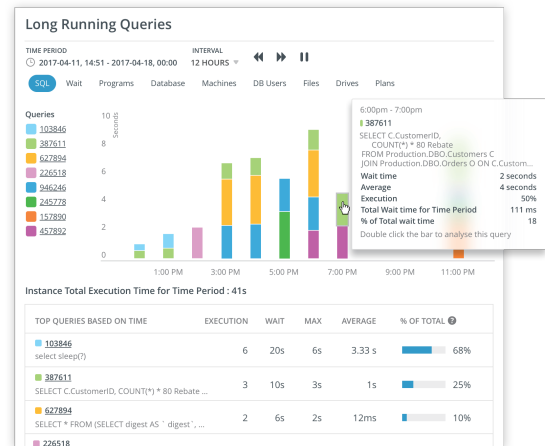 Long Running Queries
TIME PERIOD
2017-04-11, 14:51 - 2017-04-18, 00:00
INTERVAL
12 HOURS
SQL Wait Programs Database Machines DB Users Files Drives Plans
Queries
103846
387611
627894
226518
946246
245778
157890
457892
Seconds
10
8
6
4
2
0
1:00 PM 3:00 PM 5:00 PM 7:00 PM 9:00 PM 11:00 PM
6:00pm - 7:00pm
387611
SELECT C.CustomerID,
COUNT(*) * 80 Rebate
FROM Production.DBO.Customers C
JOIN Production.DBO.Orders O ON C.Custom...
Wait time 2 seconds
Average 4 seconds
Execution 50%
Total Wait time for Time Period 111 ms
% of Total wait time 18
Double click the bar to analyse this query
Instance Total Execution Time for Time Period : 41s
TOP QUERIES BASED ON TIME EXECUTION WAIT MAX AVERAGE % OF TOTAL ?
103846
select sleep(?)
6 20s 6s 3.33 s 68%
387611
SELECT C.CustomerID, COUNT(*) * 80 Rebate ...
3 10s 3s 1s 25%
627894
SELECT * FROM (SELECT digest AS ` digest`, ...
2 6s 2s 12ms 10%
226518